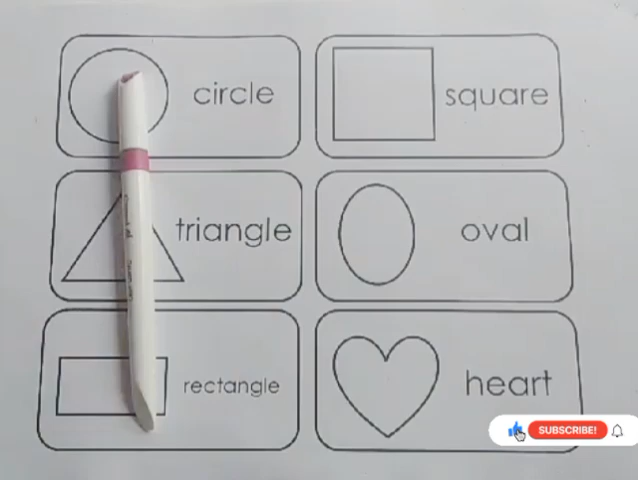 circle
square
triangle
oval
rectangle
heart
SUBSCRIBE!